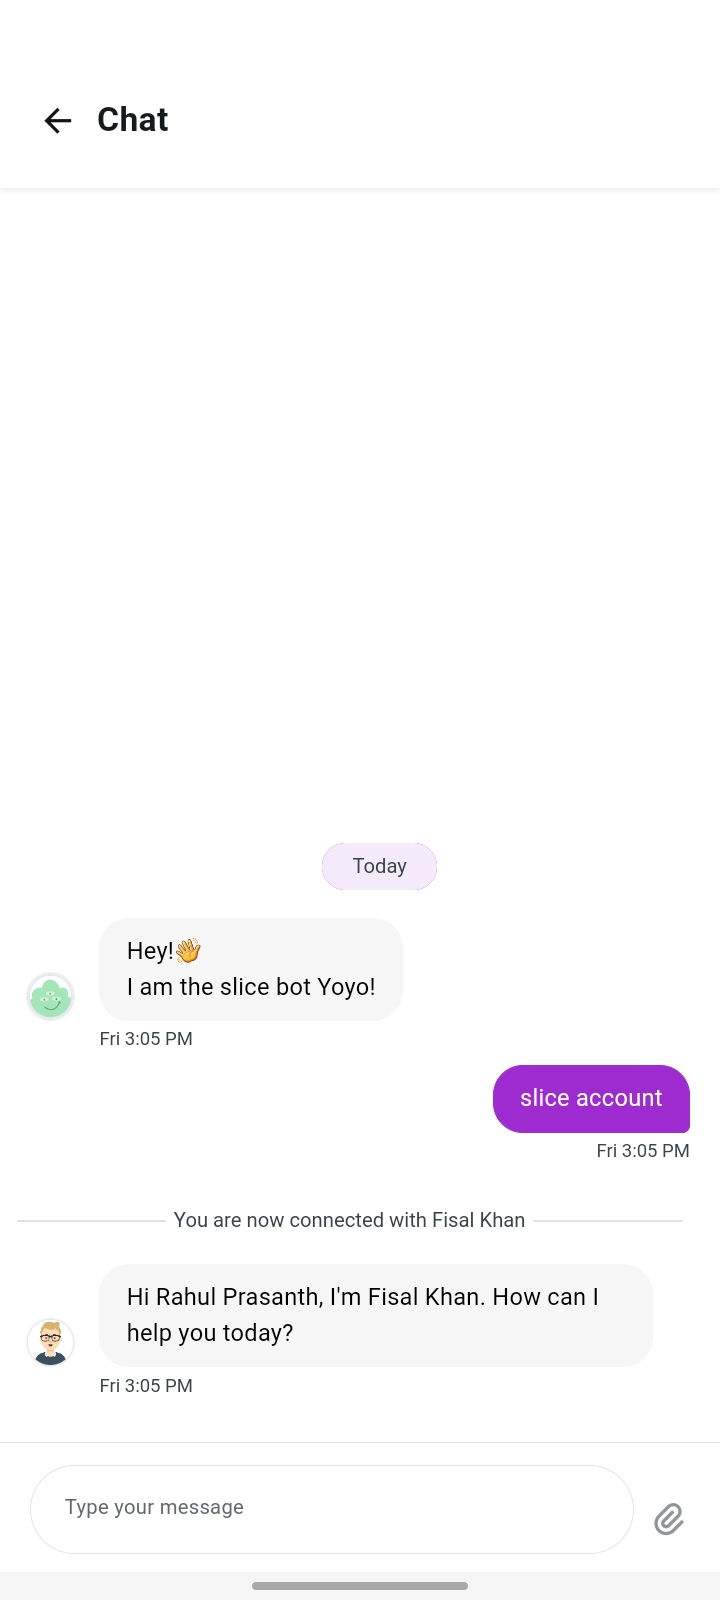 Chat
Today
Hey!👋
I am the slice bot Yoyo!
Fri 3:05 PM
slice account
Fri 3:05 PM
You are now connected with Fisal Khan
Hi Rahul Prasanth, I'm Fisal Khan. How can I
help you today?
Fri 3:05 PM
Type your message